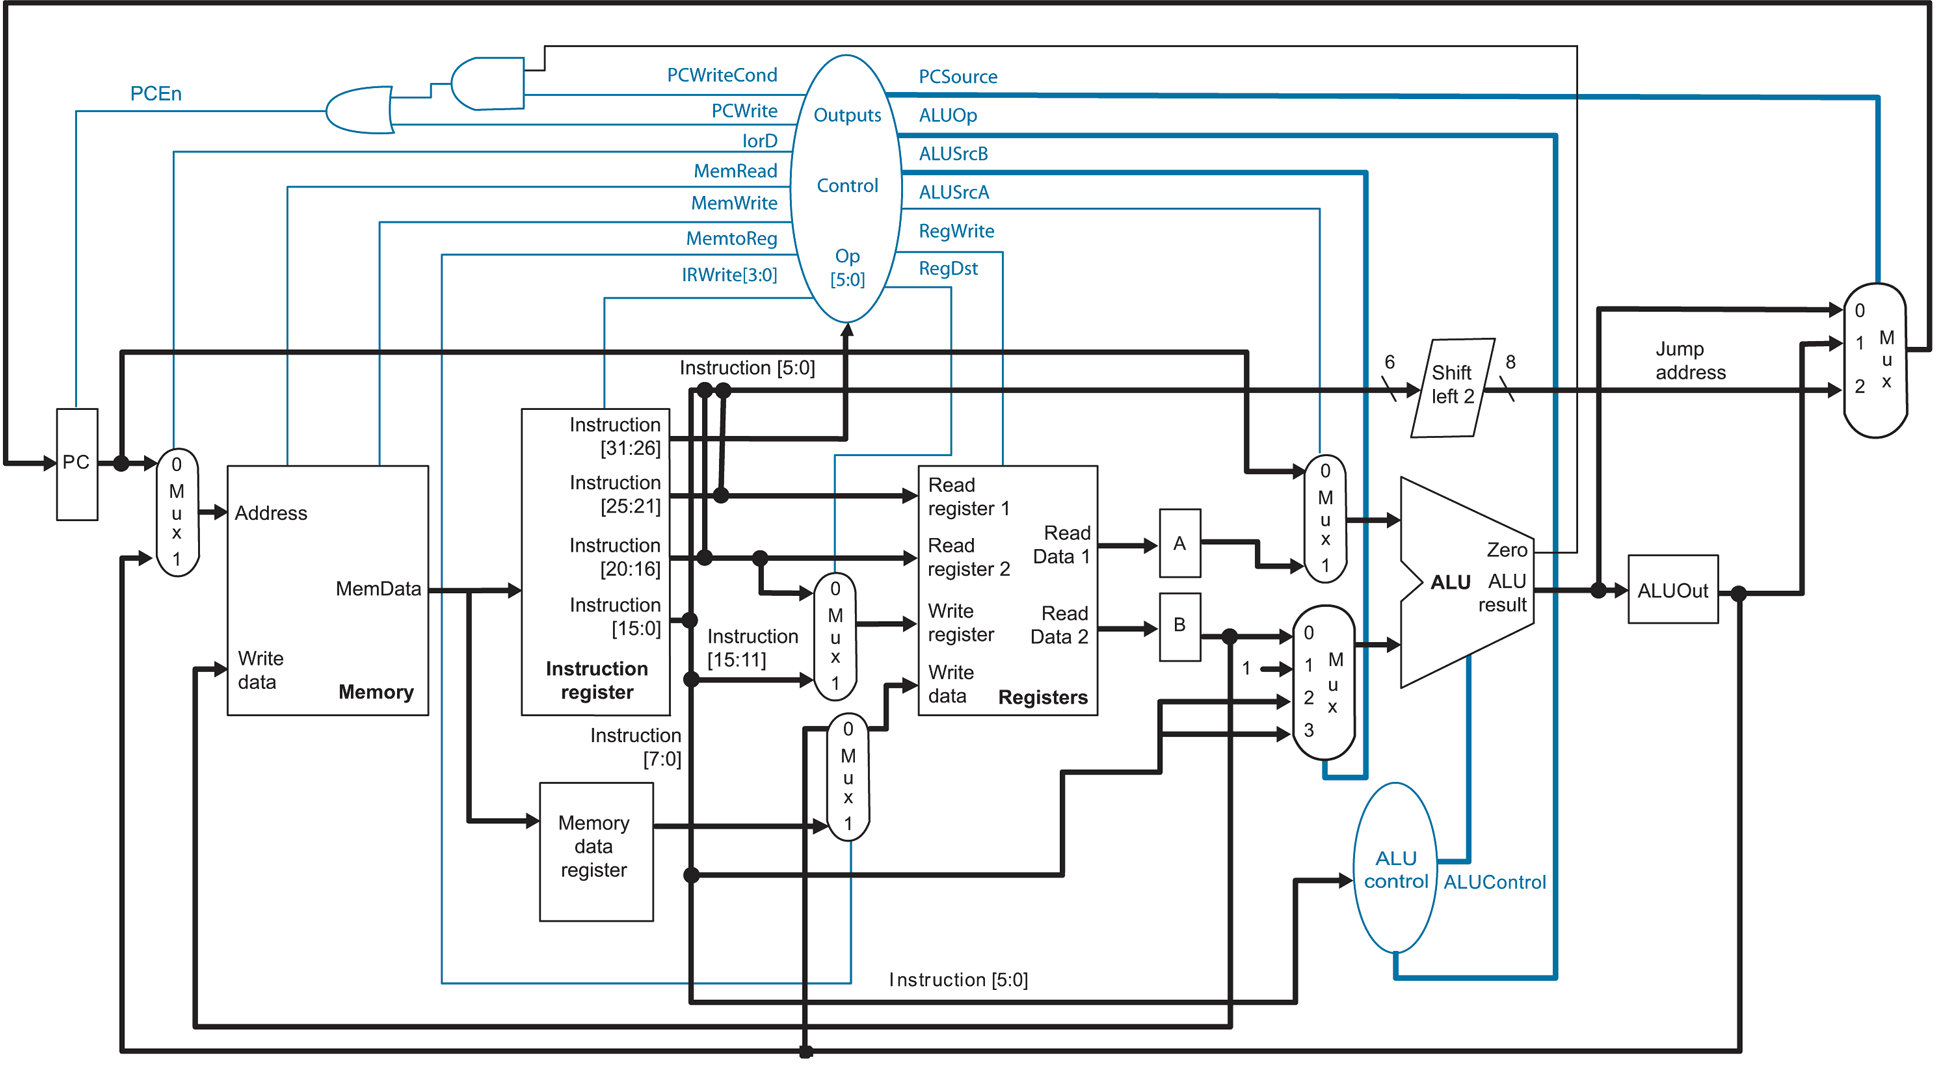 PCEn
PCWriteCond
PCWrite
IorD
MemRead
MemWrite
MemtoReg
IRWrite[3:0]
Outputs
Control
Op
[5:0]
PCSource
ALUOp
ALUSrcB
ALUSrcA
RegWrite
RegDst
PC
0
M
u
x
1
Address
MemData
Write
data
Memory
Instruction
[31:26]
Instruction
[25:21]
Instruction
[20:16]
Instruction
[15:0]
Instruction
register
Instruction [5:0]
Instruction
[15:11]
Instruction
[7:0]
Memory
data
register
0
M
u
x
1
0
M
u
x
1
Read
register 1
Read
register 2
Write
register
Write
data
Read
Data 1
Read
Data 2
Registers
A
B
0
M
u
x
1
1
0
1
2
3
M
u
x
6
Shift
left 2
8
Jump
address
Zero
ALU
ALU
result
ALUOut
0
1
2
M
u
x
ALU
control
ALUControl
Instruction [5:0]